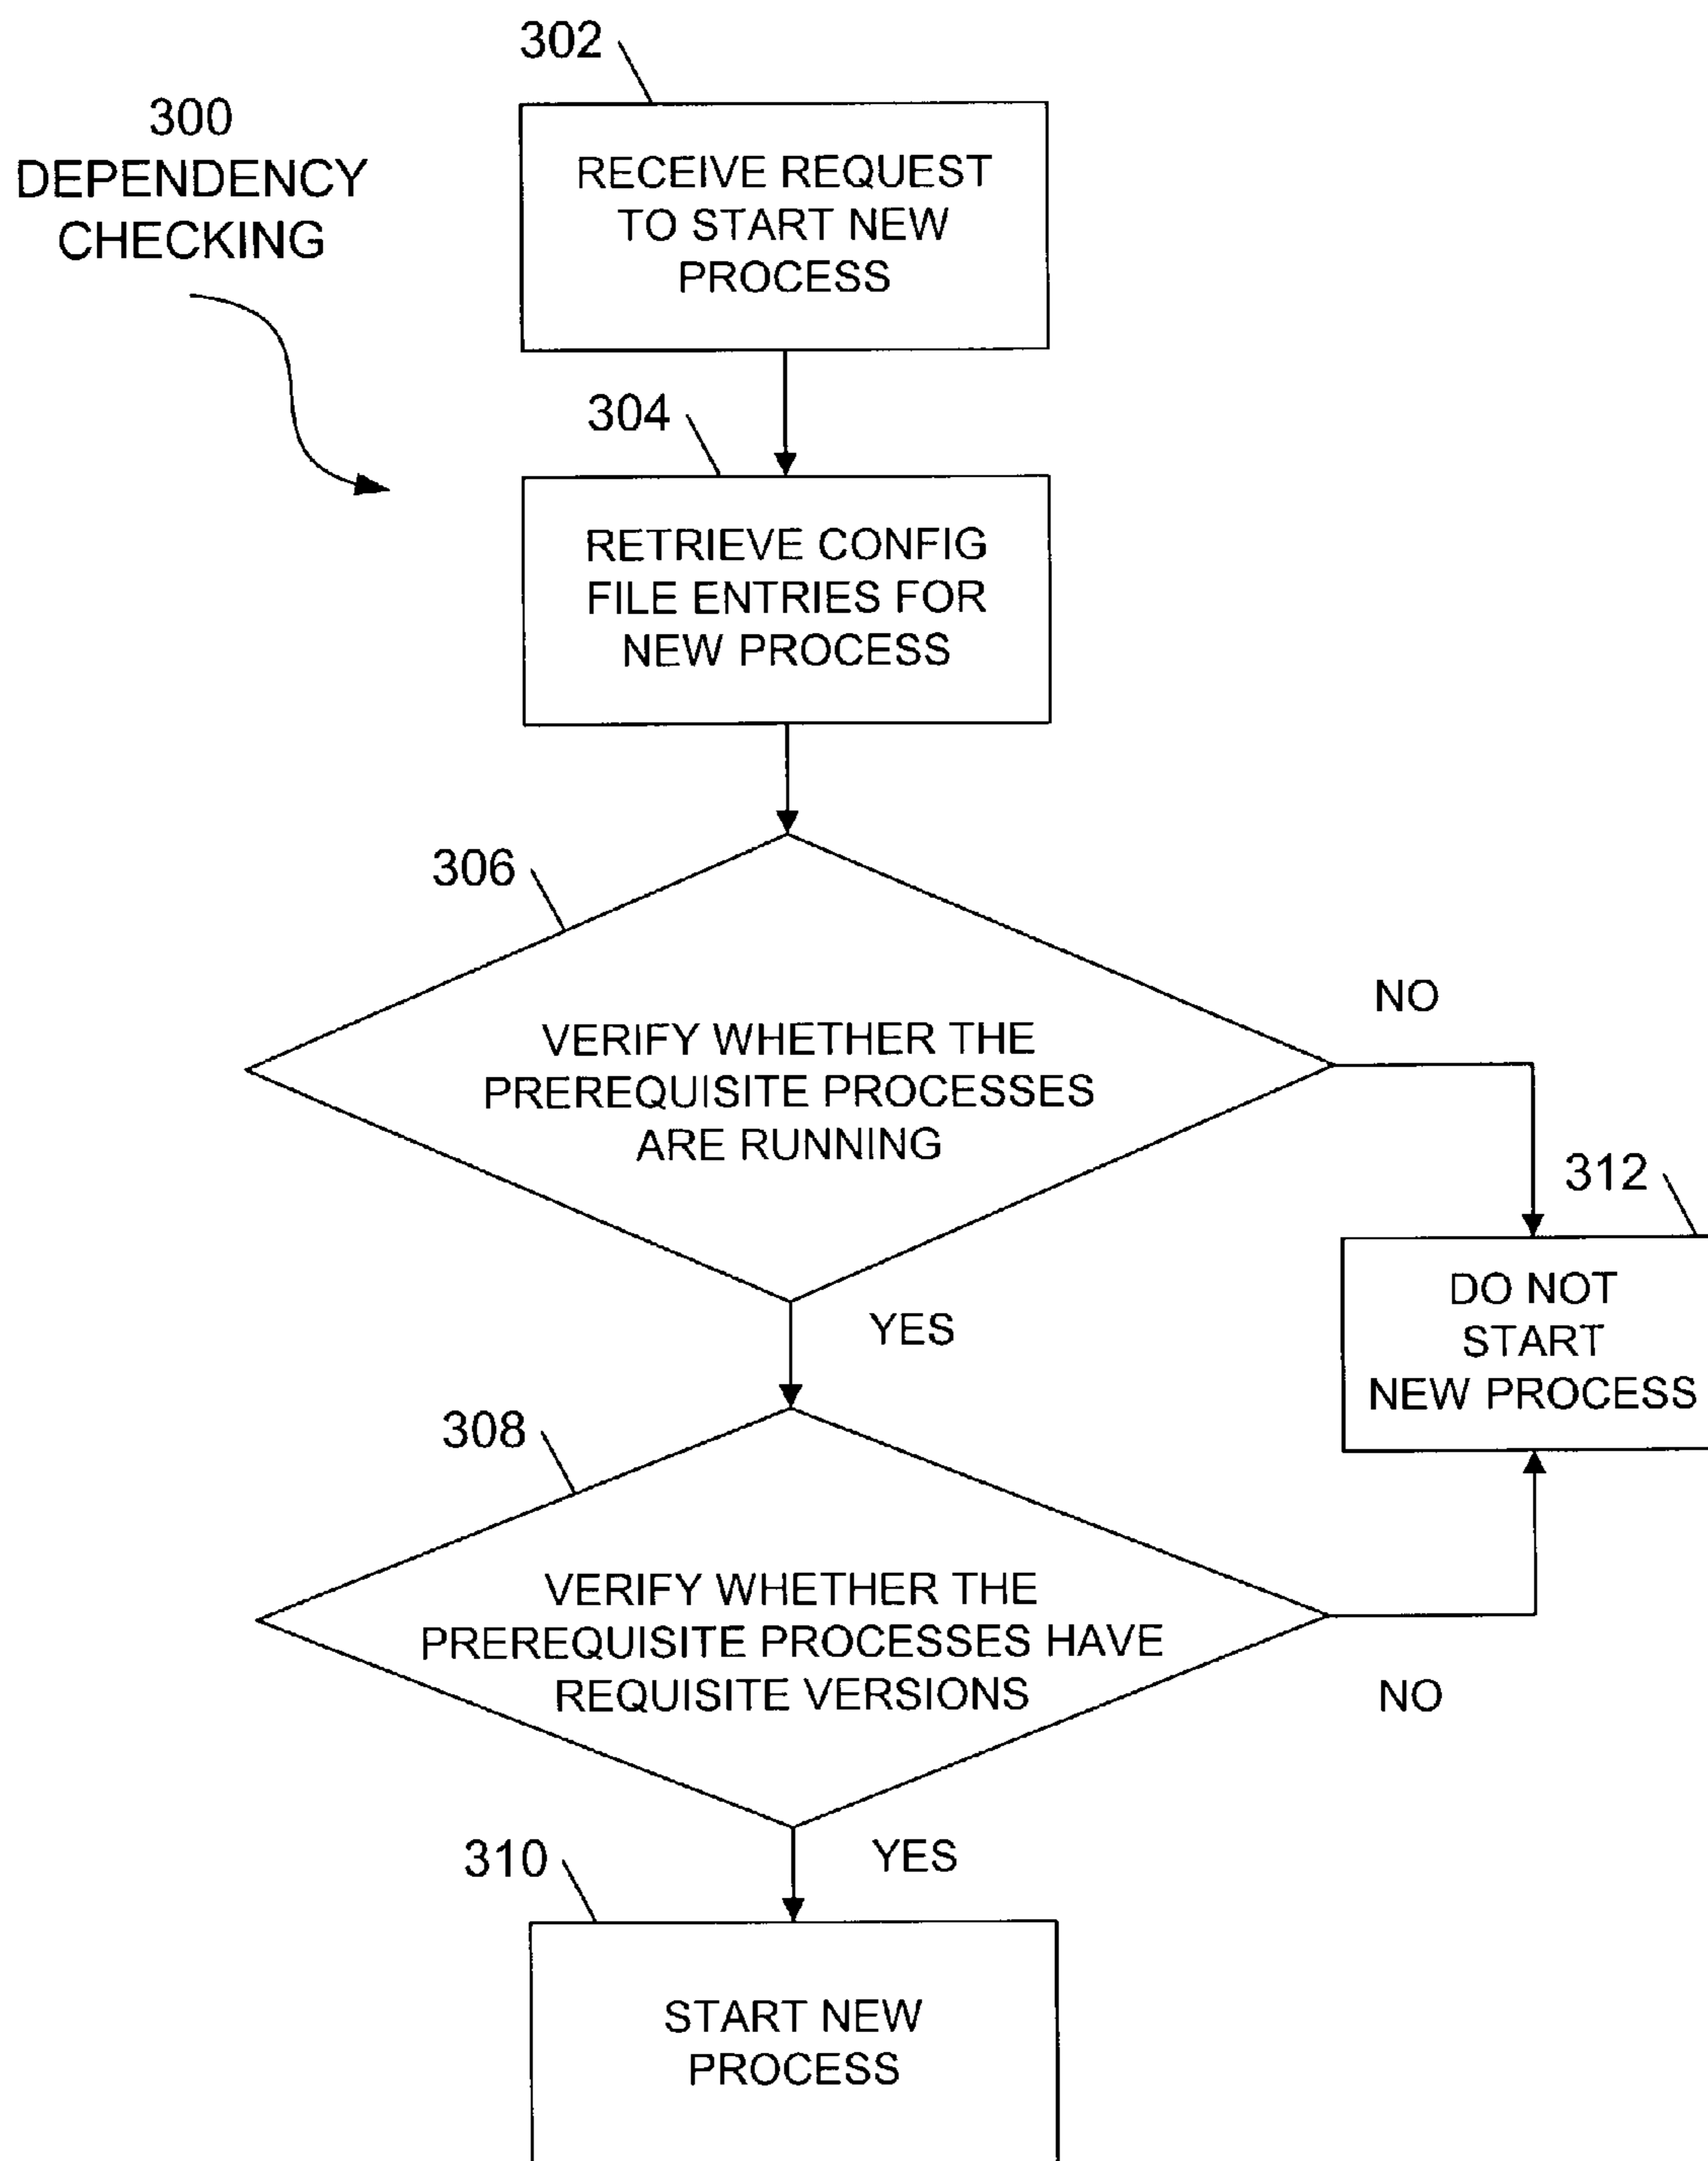 302
300
DEPENDENCY
CHECKING
RECEIVE REQUEST
TO START NEW
PROCESS
304
RETRIEVE CONFIG
FILE ENTRIES FOR
NEW PROCESS
306
VERIFY WHETHER THE
PREREQUISITE PROCESSES
ARE RUNNING
NO
YES
312
DO NOT
START
NEW PROCESS
308
VERIFY WHETHER THE
PREREQUISITE PROCESSES HAVE
REQUISITE VERSIONS
NO
YES
310
START NEW
PROCESS